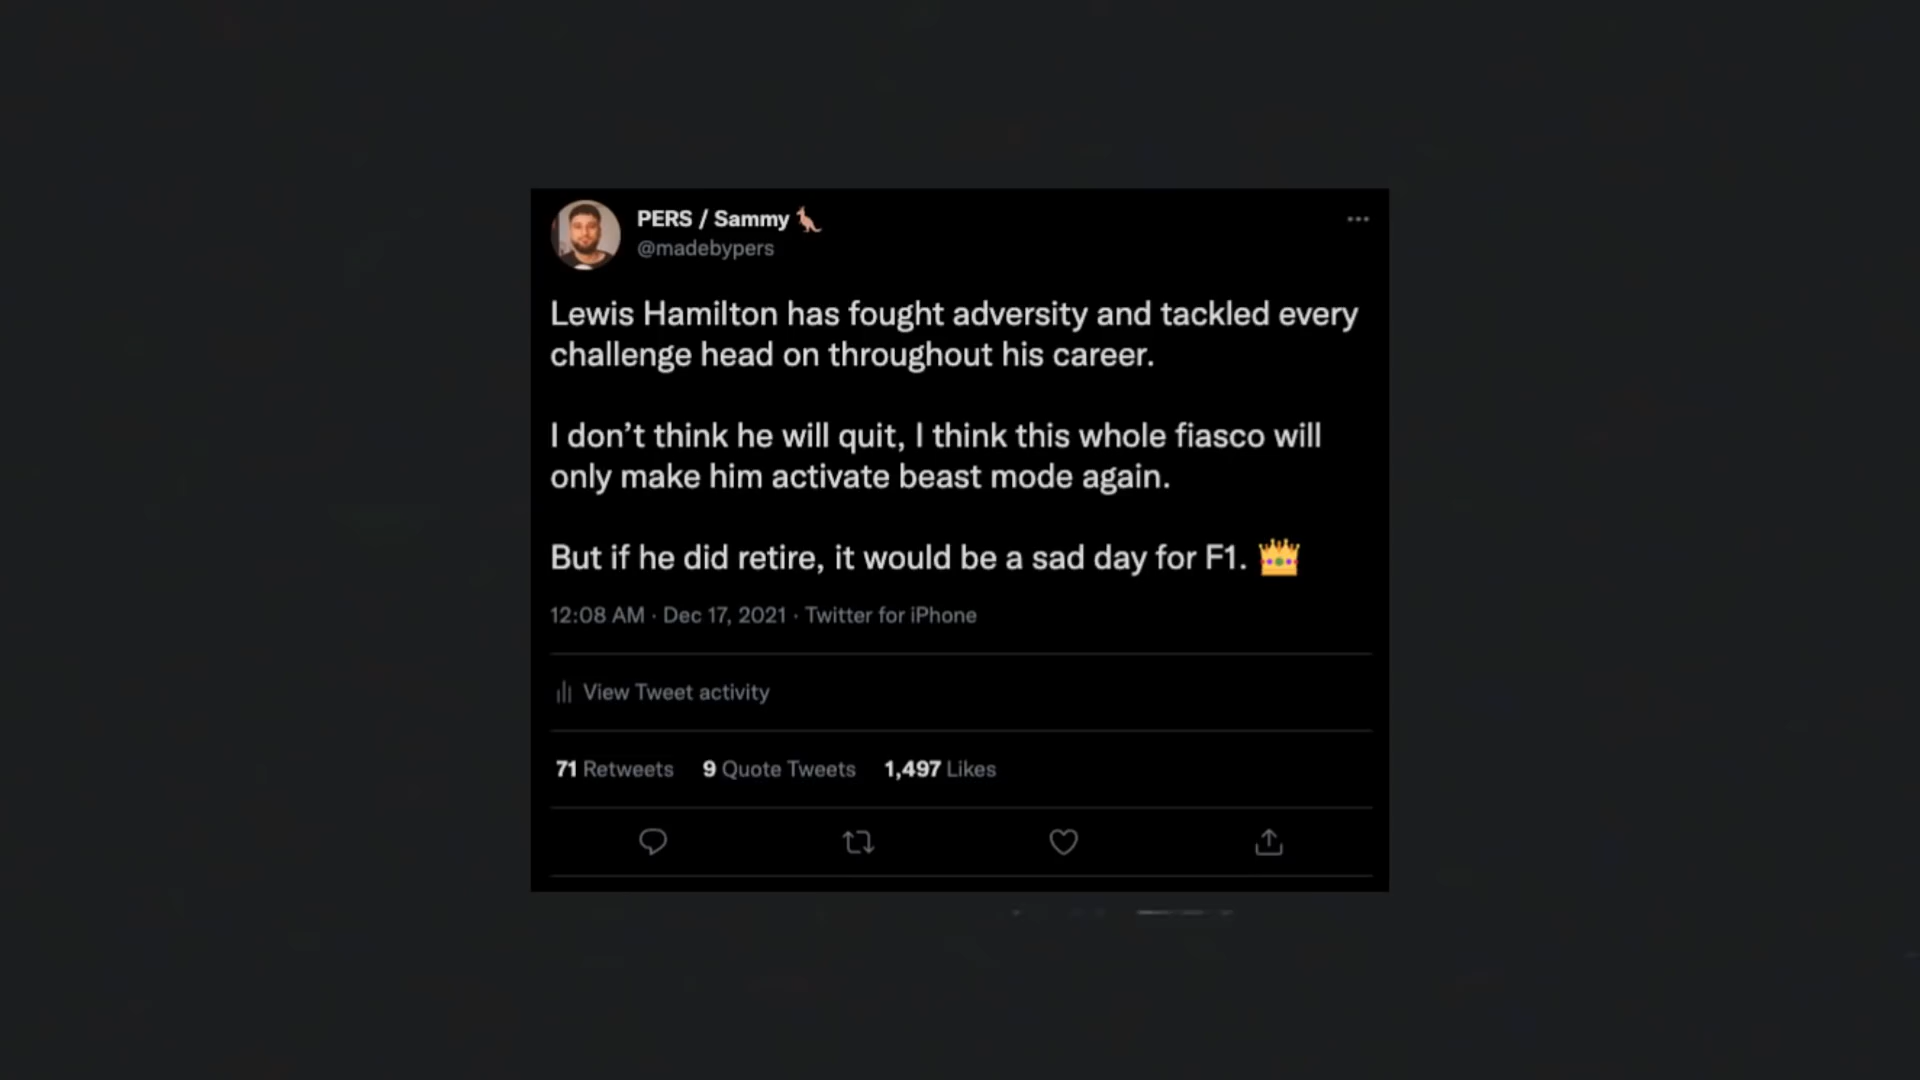 PERS / Sammy 🦘
@madebypers
Lewis Hamilton has fought adversity and tackled every
challenge head on throughout his career.
I don’t think he will quit, I think this whole fiasco will
only make him activate beast mode again.
But if he did retire, it would be a sad day for F1. 👑
12:08 AM · Dec 17, 2021 · Twitter for iPhone
View Tweet activity
71 Retweets 9 Quote Tweets 1,497 Likes